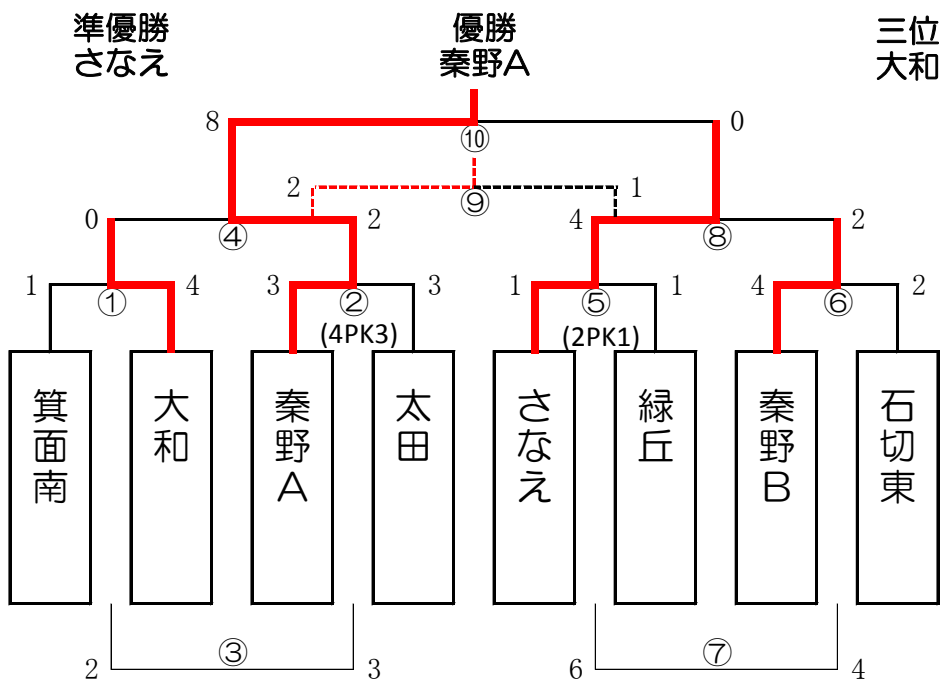 準優勝
さなえ
優勝
秦野A
三位
大和
8
⑩
0
2
⑨
1
0
④
2
4
⑧
2
1
①
4
3
②
3
1
⑤
1
4
⑥
2
(4PK3)
(2PK1)
箕面南
大和
秦野A
太田
さなえ
緑丘
秦野B
石切東
2
③
3
6
⑦
4